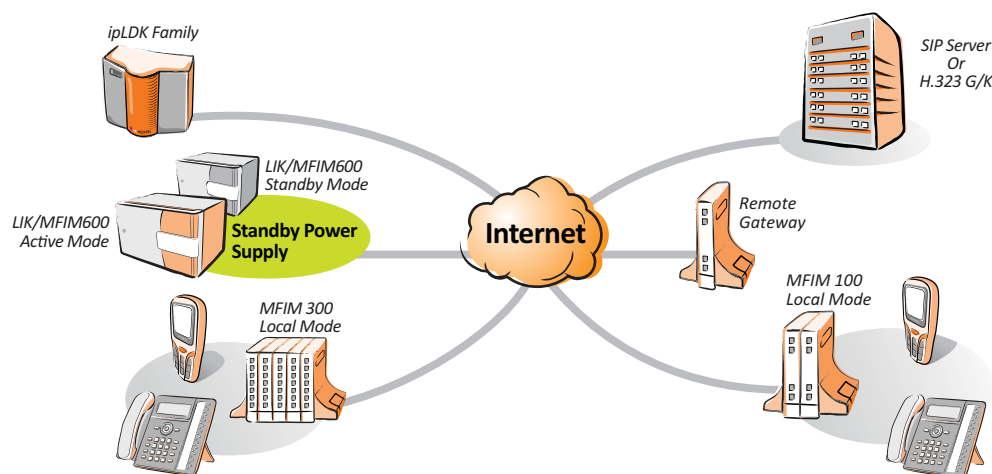 ipLDK Family
SIP Server
Or
H.323 G/K
LIK/MFIM600
Standby Mode
LIK/MFIM600
Active Mode
Standby Power
Supply
Internet
Remote
Gateway
MFIM 300
Local Mode
MFIM 100
Local Mode